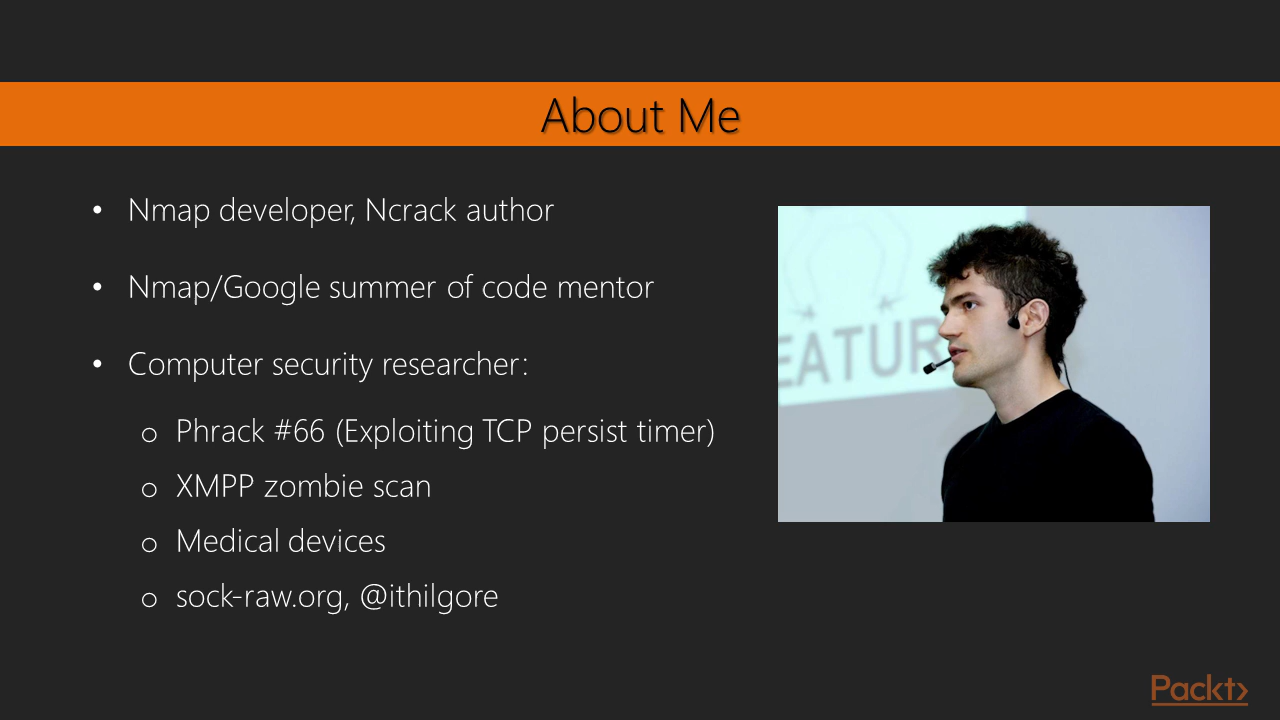 About Me
• Nmap developer, Ncrack author
• Nmap/Google summer of code mentor
• Computer security researcher:
o Phrack #66 (Exploiting TCP persist timer)
o XMPP zombie scan
o Medical devices
o sock-raw.org, @ithilgore
EATUR
Packt>